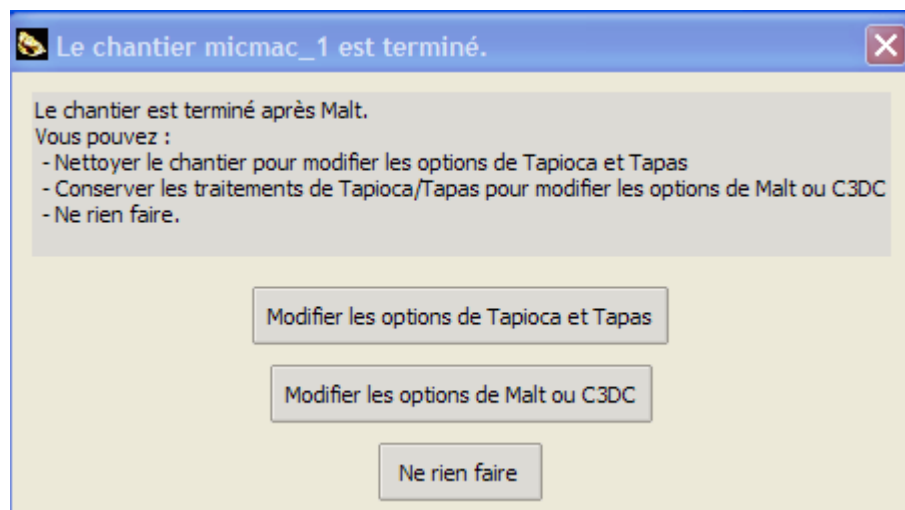 Le chantier micmac_1 est terminé.
Le chantier est terminé après Malt.
Vous pouvez :
- Nettoyer le chantier pour modifier les options de Tapioca et Tapas
- Conserver les traitements de Tapioca/Tapas pour modifier les options de Malt ou C3DC
- Ne rien faire.
Modifier les options de Tapioca et Tapas
Modifier les options de Malt ou C3DC
Ne rien faire